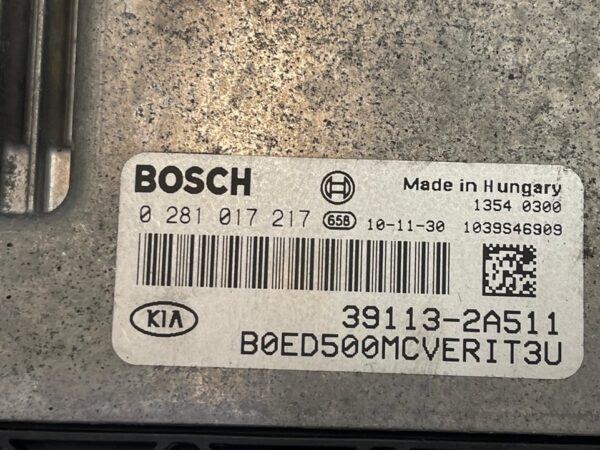 BOSCH
Made in Hungary
1354 0300
0 281 017 217 658 10-11-30 1039S46909
KIA
39113-2A511
B0ED500MCVERIT3U